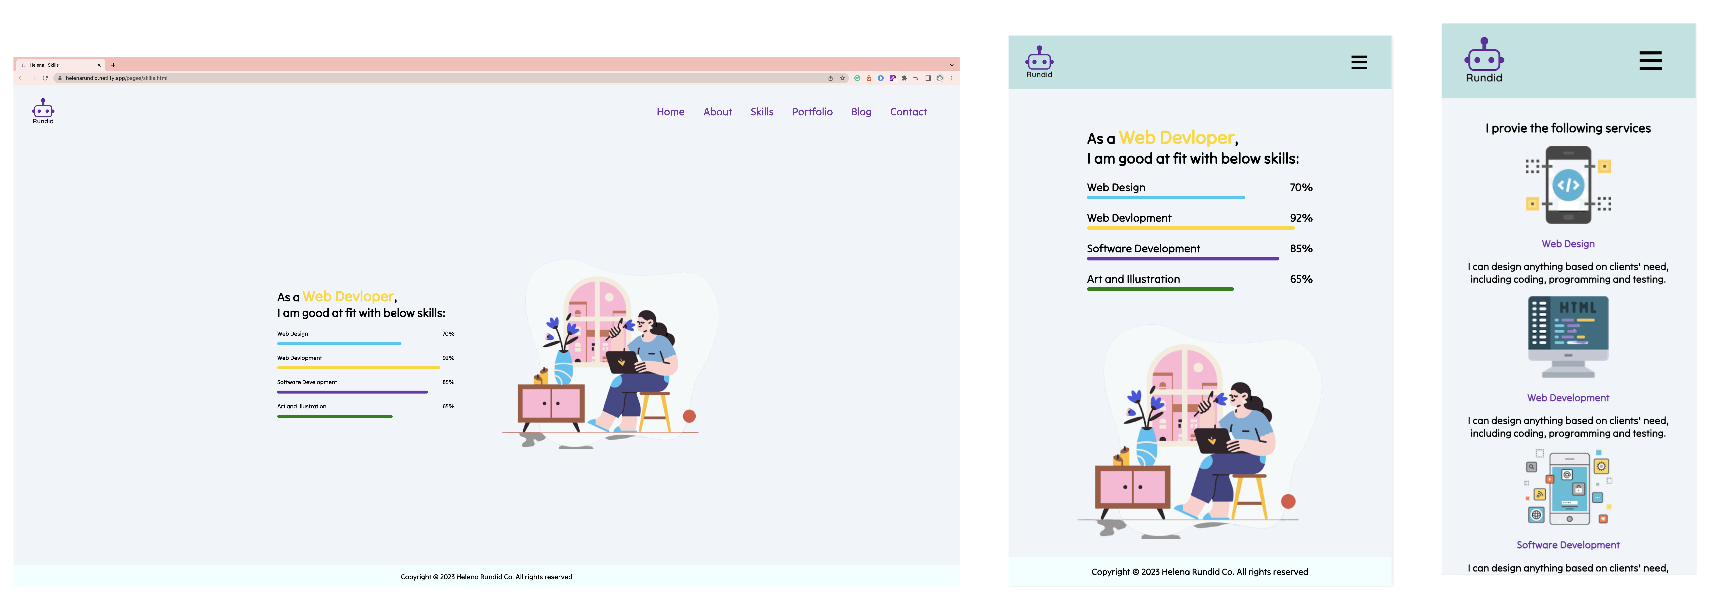 Helena: Skills
helenarundio.netlify.app/pages/skills.html
Rundid
Home About Skills Portfolio Blog Contact
As a Web Devloper,
I am good at fit with below skills:
Web Design 70%
Web Devlopment 92%
Software Development 85%
Art and Illustration 65%
Copyright © 2023 Helena Rundid Co. All rights reserved
Rundid
As a Web Devloper,
I am good at fit with below skills:
Web Design 70%
Web Devlopment 92%
Software Development 85%
Art and Illustration 65%
Copyright © 2023 Helena Rundid Co. All rights reserved
Rundid
I provie the following services
</>
Web Design
I can design anything based on clients' need,
including coding, programming and testing.
HTML
Web Development
I can design anything based on clients' need,
including coding, programming and testing.
Software Development
I can design anything based on clients' need,